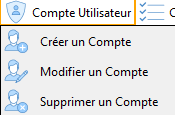 Compte Utilisateur
Créer un Compte
Modifier un Compte
Supprimer un Compte